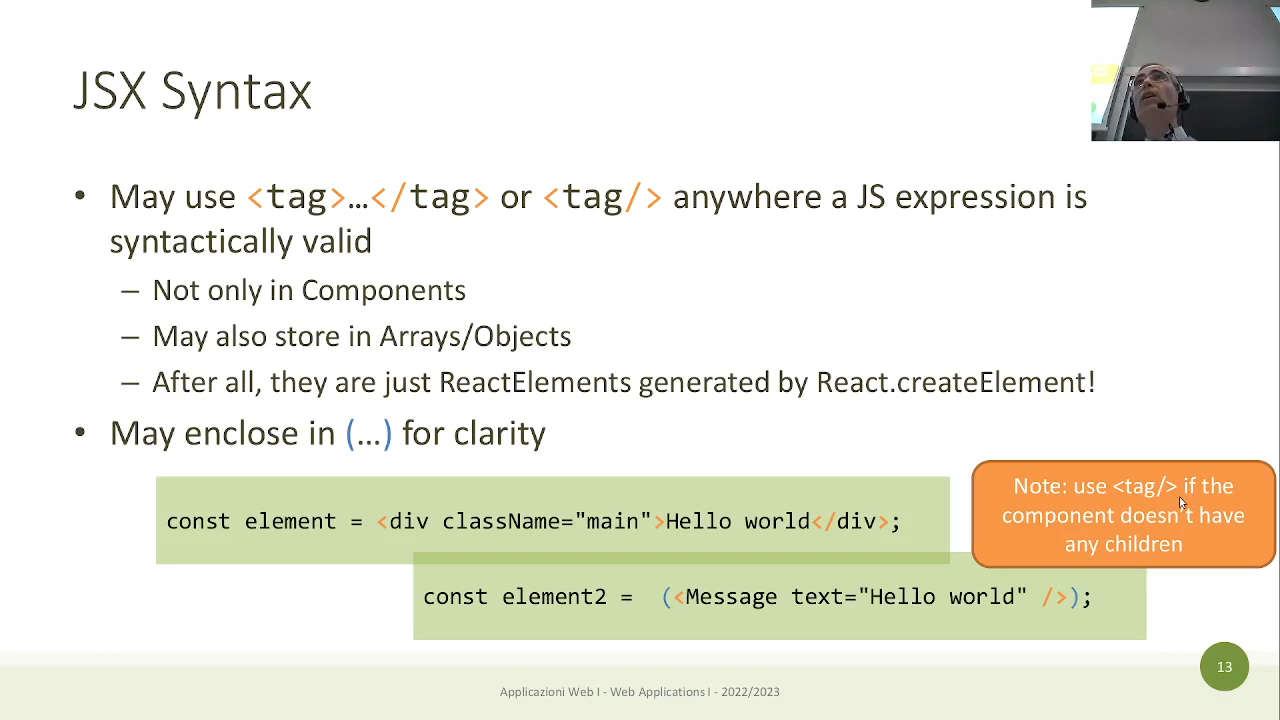 JSX Syntax
• May use <tag>…</tag> or <tag/> anywhere a JS expression is
syntactically valid
– Not only in Components
– May also store in Arrays/Objects
– After all, they are just ReactElements generated by React.createElement!
• May enclose in (…) for clarity
const element = <div className="main">Hello world</div>;
Note: use <tag/> if the
component doesn't have
any children
const element2 =  (<Message text="Hello world" />);
13
Applicazioni Web I - Web Applications I - 2022/2023